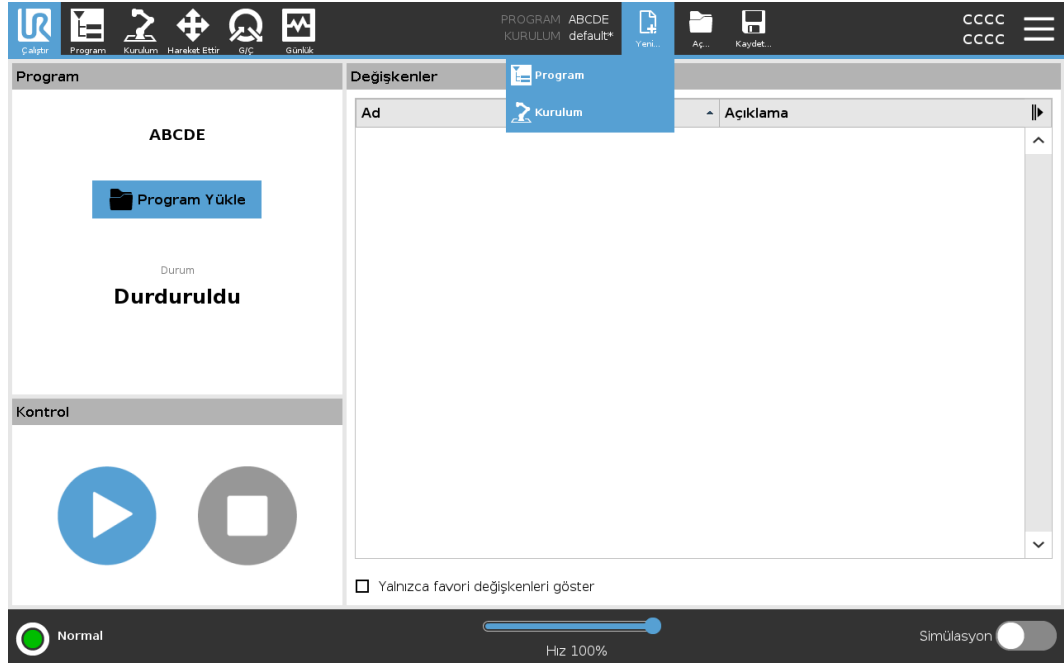 UR
Çalıştır
Program
Kurulum
Hareket Ettir
G/Ç
Günlük
PROGRAM ABCDE
KURULUM default*
Yeni...
Aç...
Kaydet...
CCCC
CCCC
Program
Kurulum
Program
ABCDE
Program Yükle
Durum
Durduruldu
Kontrol
Değişkenler
Ad
Açıklama
Yalnızca favori değişkenleri göster
Normal
Hız 100%
Simülasyon